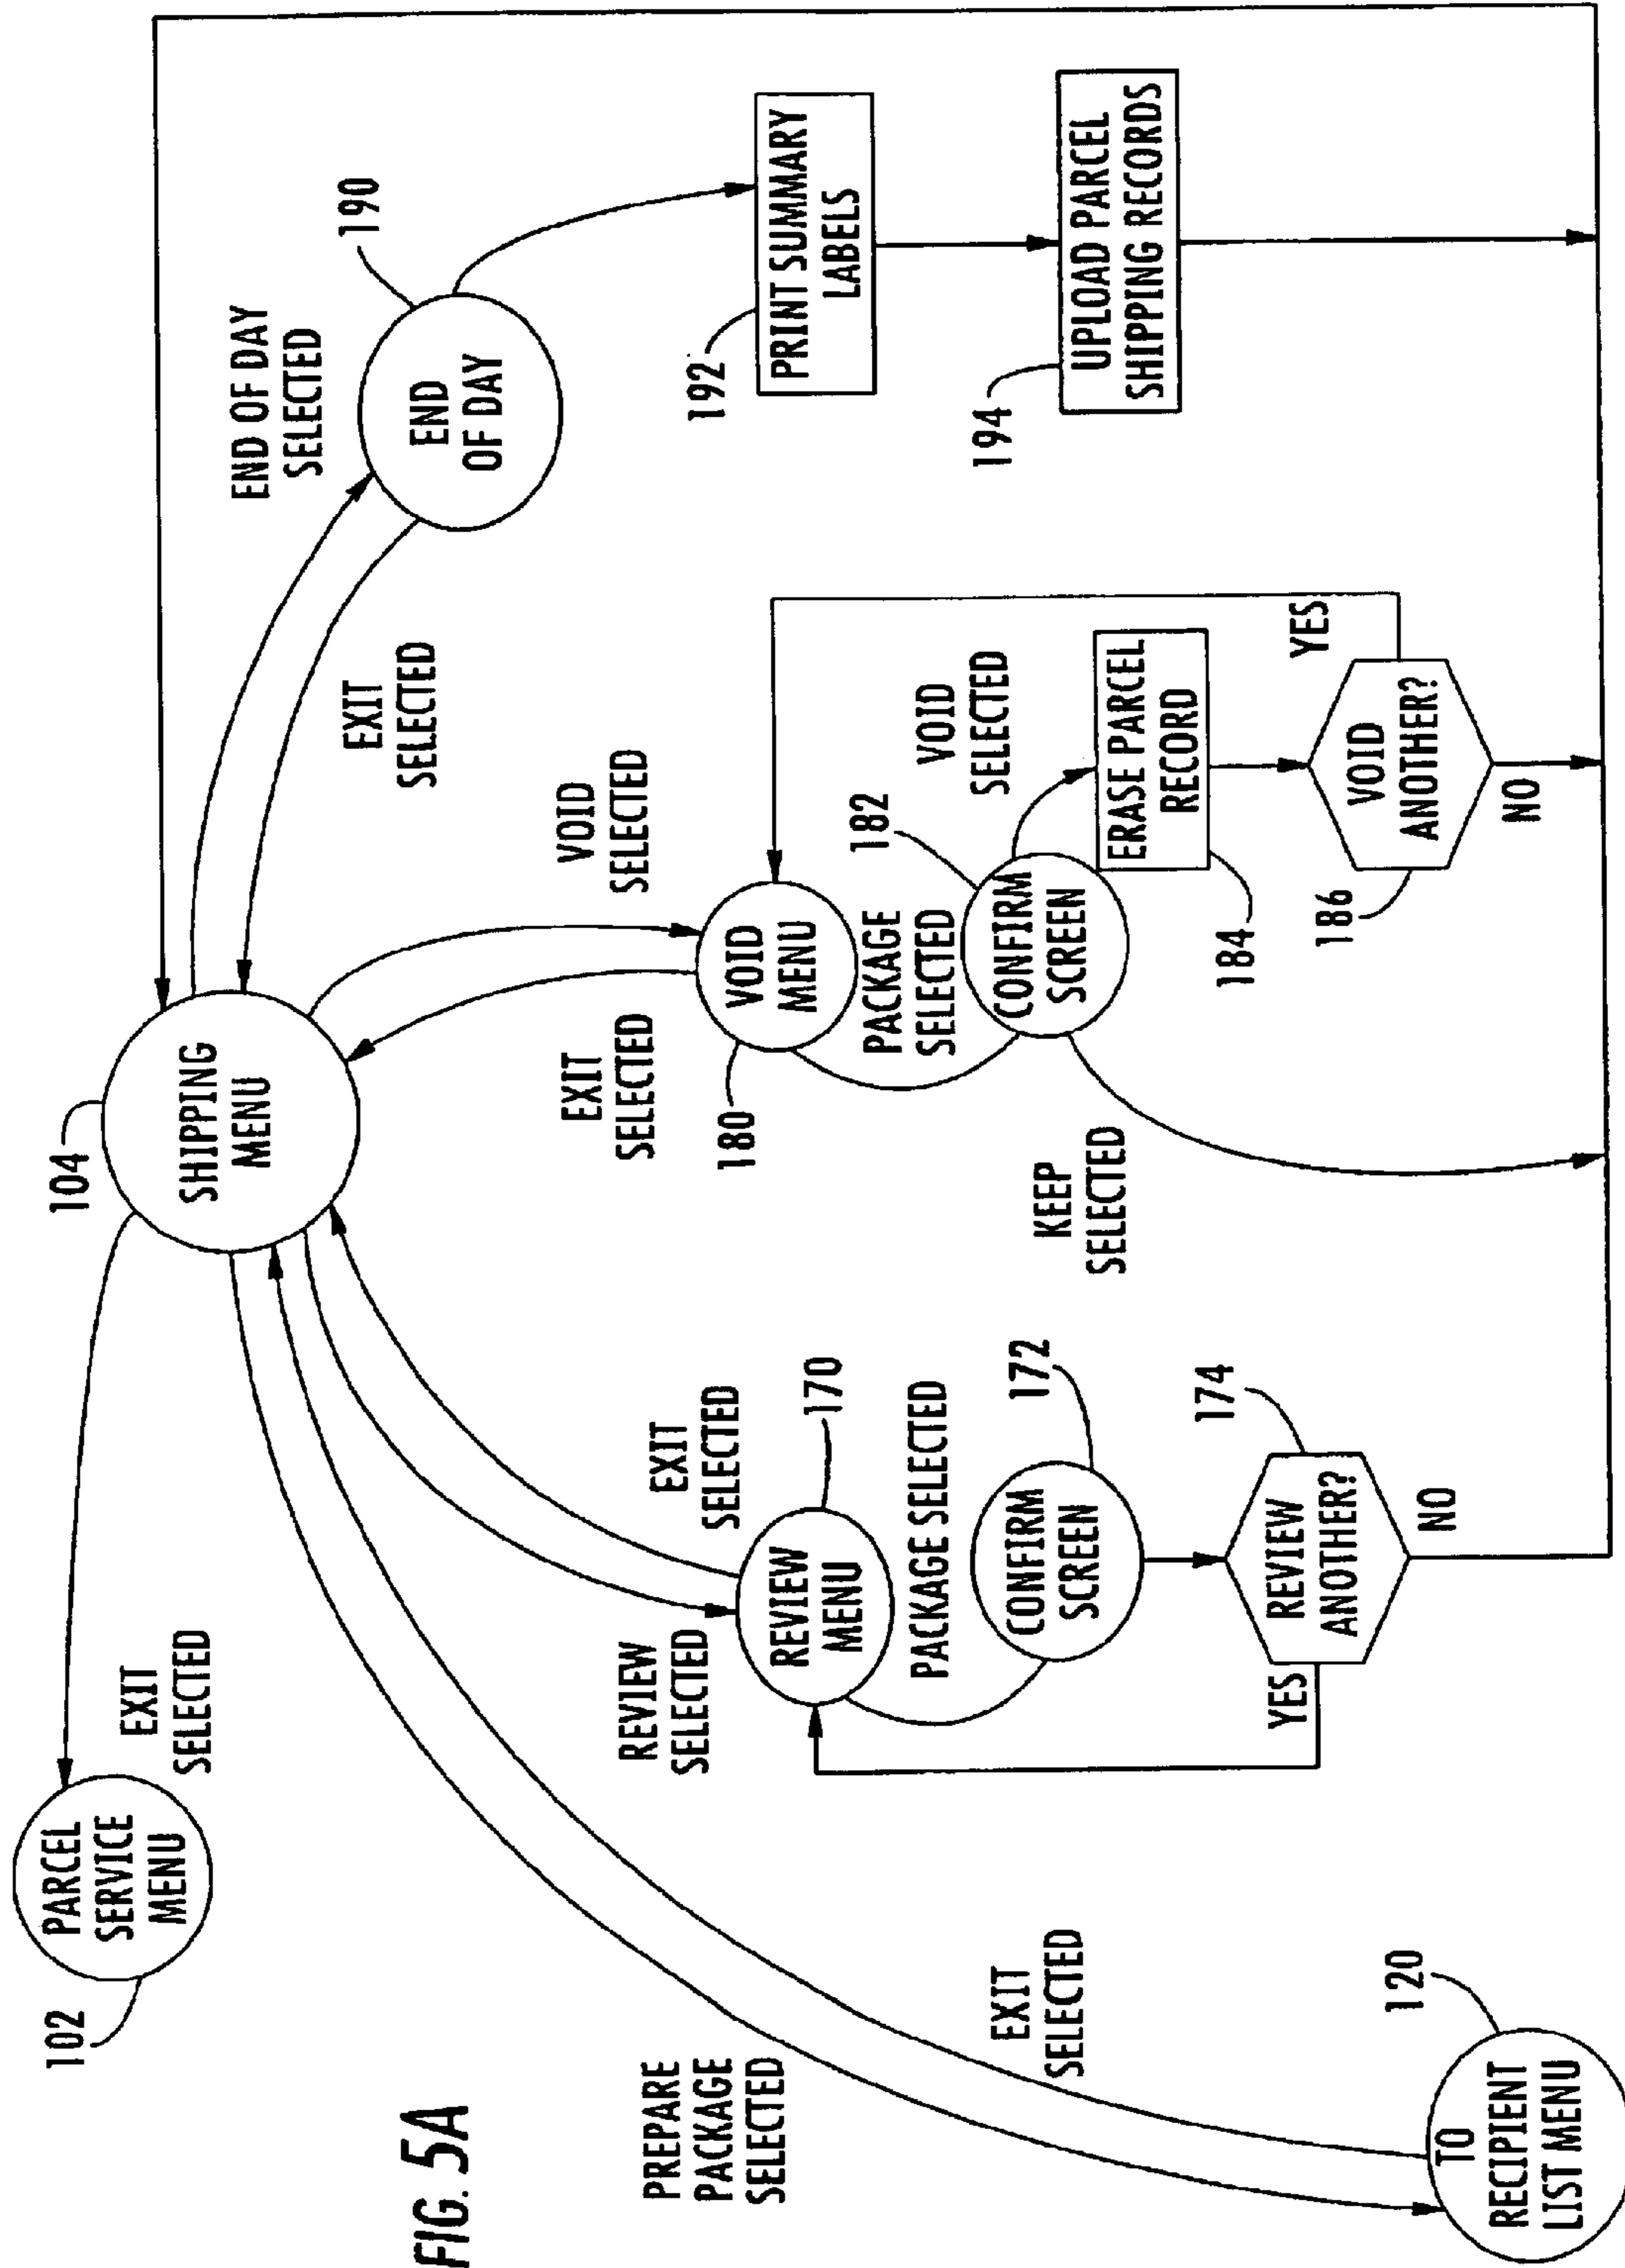 FIG. 5A
102
PARCEL
SERVICE
MENU
EXIT
SELECTED
104
SHIPPING
MENU
END OF DAY
SELECTED
190
END
OF DAY
EXIT
SELECTED
192
PRINT SUMMARY
LABELS
194
UPLOAD PARCEL
SHIPPING RECORDS
PREPARE
PACKAGE
SELECTED
EXIT
SELECTED
120
TO
RECIPIENT
LIST MENU
REVIEW
SELECTED
EXIT
SELECTED
170
REVIEW
MENU
PACKAGE SELECTED
172
CONFIRM
SCREEN
174
REVIEW
ANOTHER?
YES
NO
VOID
SELECTED
EXIT
SELECTED
180
VOID
MENU
PACKAGE
SELECTED
182
CONFIRM
SCREEN
VOID
SELECTED
KEEP
SELECTED
184
ERASE PARCEL
RECORD
186
VOID
ANOTHER?
YES
NO